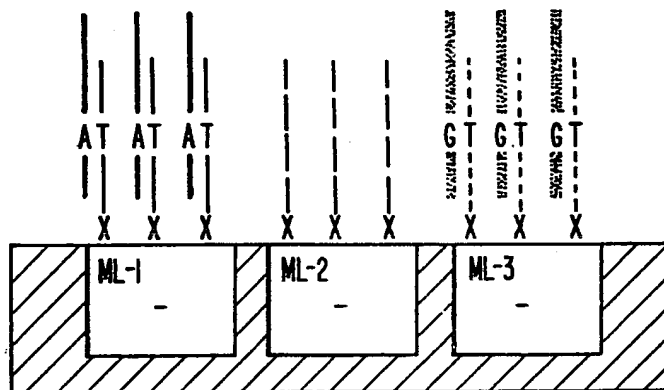 AT AT AT GT GT GT
X X X X X X X X X
ML-1 ML-2 ML-3
- - -